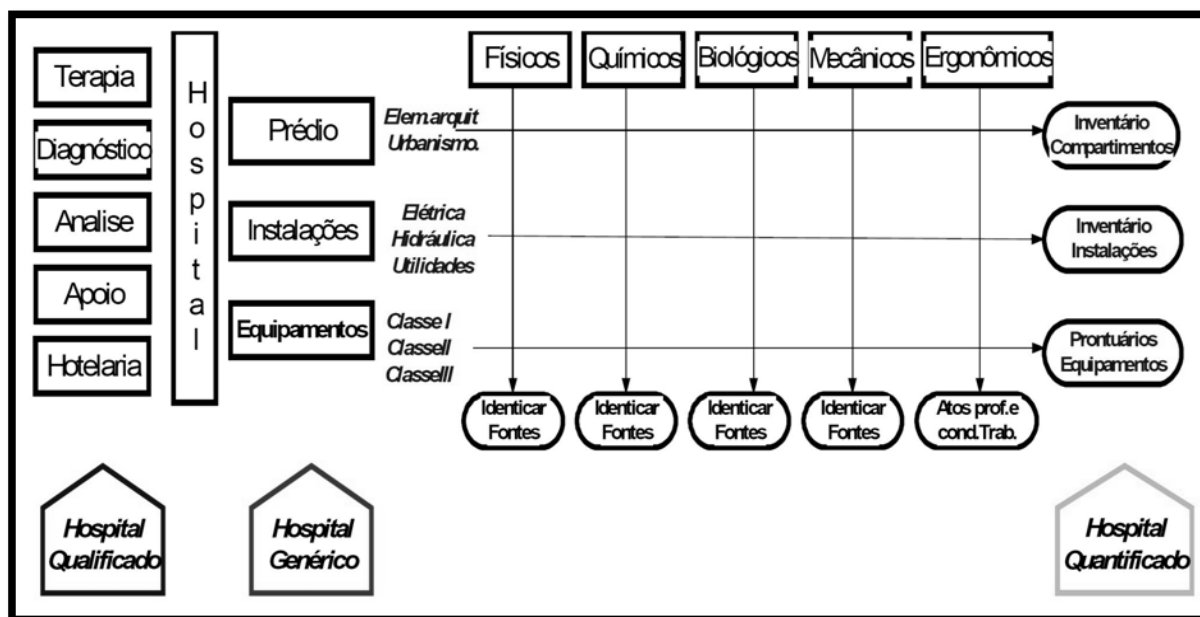 Terapia
Diagnóstico
Analise
Apoio
Hotelaria
Hospital
Prédio
Instalações
Equipamentos
Elem.arquit
Urbanismo.
Elétrica
Hidráulica
Utilidades
Classe I
ClasseII
ClasseIII
Físicos
Químicos
Biológicos
Mecânicos
Ergonômicos
Inventário
Compartimentos
Inventário
Instalações
Prontuários
Equipamentos
Identicar
Fontes
Identicar
Fontes
Identicar
Fontes
Identicar
Fontes
Atos prof.e
cond.Trab.
Hospital
Qualificado
Hospital
Genérico
Hospital
Quantificado